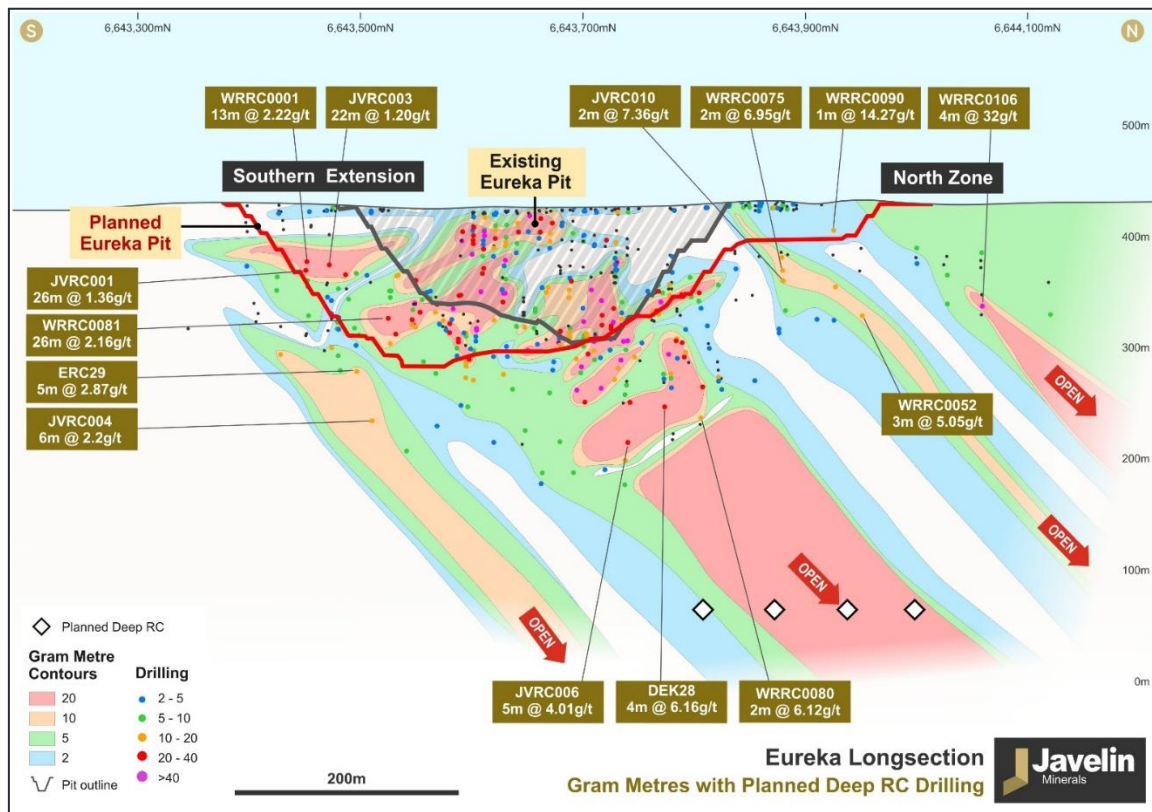 S
6,643,300mN
6,643,500mN
6,643,700mN
6,643,900mN
6,644,100mN
N
WRRC0001
13m @ 2.22g/t
JVRC003
22m @ 1.20g/t
JVRC010
2m @ 7.36g/t
WRRC0075
2m @ 6.95g/t
WRRC0090
1m @ 14.27g/t
WRRC0106
4m @ 32g/t
500m
Southern Extension
Existing
Eureka Pit
North Zone
Planned
Eureka Pit
400m
JVRC001
26m @ 1.36g/t
WRRC0081
26m @ 2.16g/t
ERC29
5m @ 2.87g/t
JVRC004
6m @ 2.2g/t
300m
OPEN
WRRC0052
3m @ 5.05g/t
200m
OPEN
100m
OPEN
OPEN
0m
JVRC006
5m @ 4.01g/t
DEK28
4m @ 6.16g/t
WRRC0080
2m @ 6.12g/t
Planned Deep RC
Gram Metre
Contours
20
10
5
2
Pit outline
Drilling
2 - 5
5 - 10
10 - 20
20 - 40
>40
200m
Eureka Longsection
Gram Metres with Planned Deep RC Drilling
Javelin
Minerals